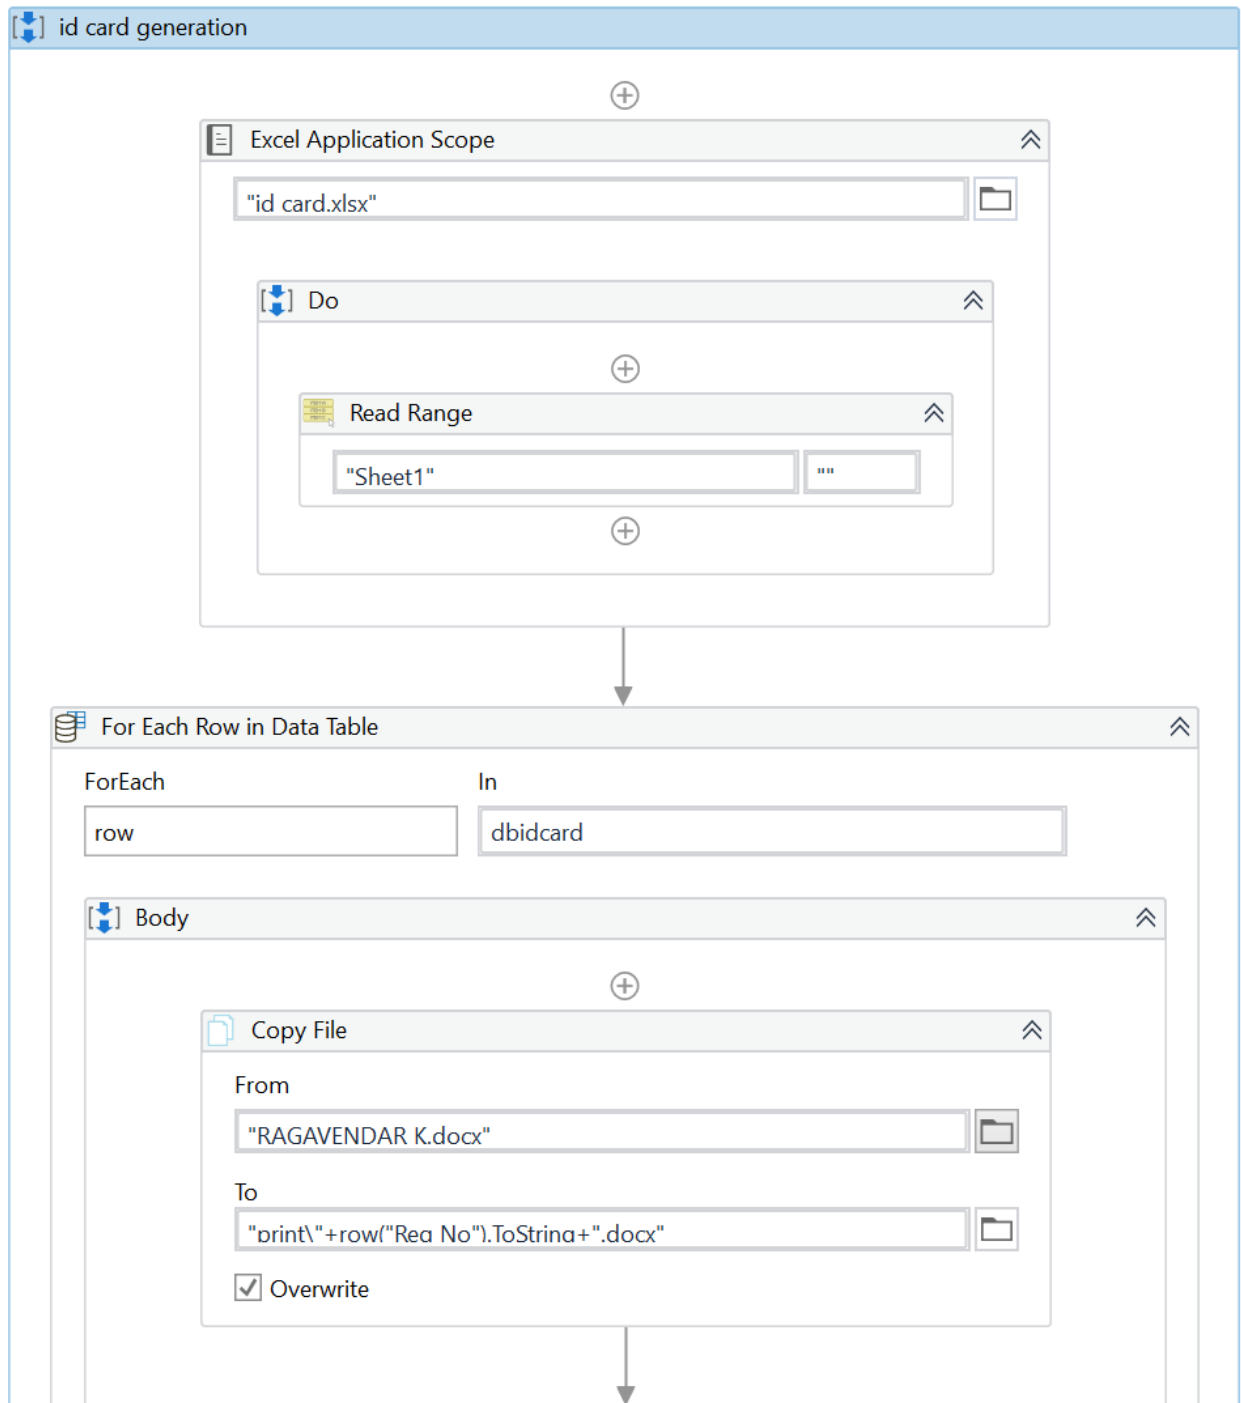 id card generation
Excel Application Scope
"id card.xlsx"
Do
Read Range
"Sheet1" ""
For Each Row in Data Table
ForEach In
row dbidcard
Body
Copy File
From
"RAGAVENDAR K.docx"
To
"print\"+row("Reg No").ToString+".docx"
Overwrite